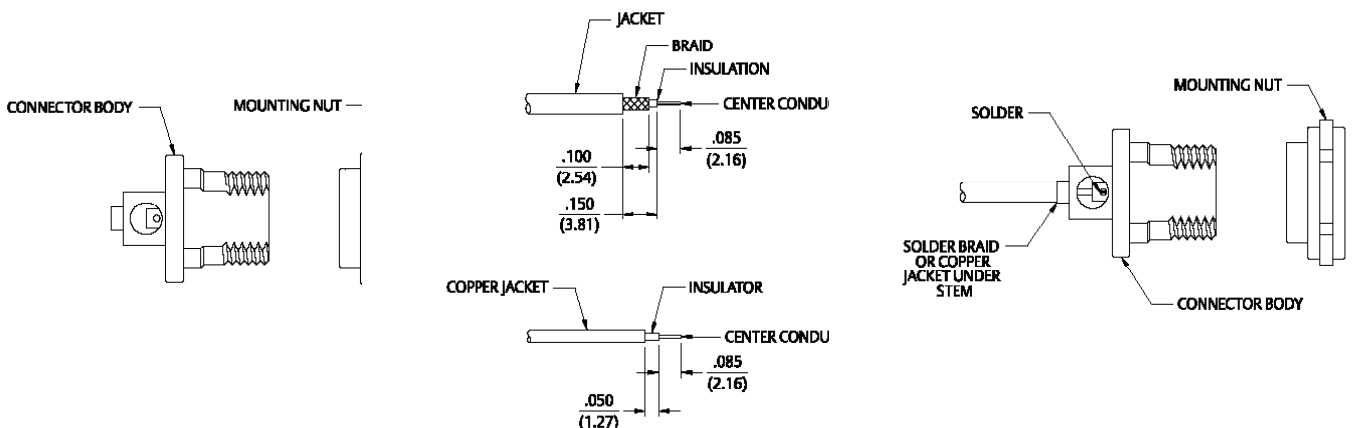 CONNECTOR BODY
MOUNTING NUT
JACKET
BRAID
INSULATION
CENTER CONDU
.085
(2.16)
.100
(2.54)
.150
(3.81)
COPPER JACKET
INSULATOR
CENTER CONDU
.085
(2.16)
.050
(1.27)
MOUNTING NUT
SOLDER
SOLDER BRAID
OR COPPER
JACKET UNDER
STEM
CONNECTOR BODY